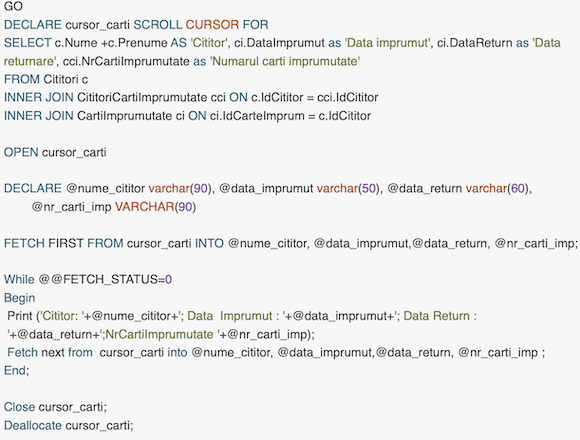 GO
DECLARE cursor_carti SCROLL CURSOR FOR
SELECT c.Nume +c.Prenume AS 'Cititor', ci.DataImprumut as 'Data imprumut', ci.DataReturn as 'Data
returnare', cci.NrCartiImprumutate as 'Numarul carti imprumutate'
FROM Cititori c
INNER JOIN CititoriCartiImprumutate cci ON c.IdCititor = cci.IdCititor
INNER JOIN CartiImprumutate ci ON ci.IdCarteImprum = c.IdCititor
OPEN cursor_carti
DECLARE @nume_cititor varchar(90), @data_imprumut varchar(50), @data_return varchar(60),
@nr_carti_imp VARCHAR(90)
FETCH FIRST FROM cursor_carti INTO @nume_cititor, @data_imprumut,@data_return, @nr_carti_imp;
While @@FETCH_STATUS=0
Begin
Print ('Cititor: '+@nume_cititor+'; Data  Imprumut : '+@data_imprumut+'; Data Return :
'+@data_return+';NrCartiImprumutate '+@nr_carti_imp);
Fetch next from  cursor_carti into @nume_cititor, @data_imprumut,@data_return, @nr_carti_imp ;
End;
Close cursor_carti;
Deallocate cursor_carti;